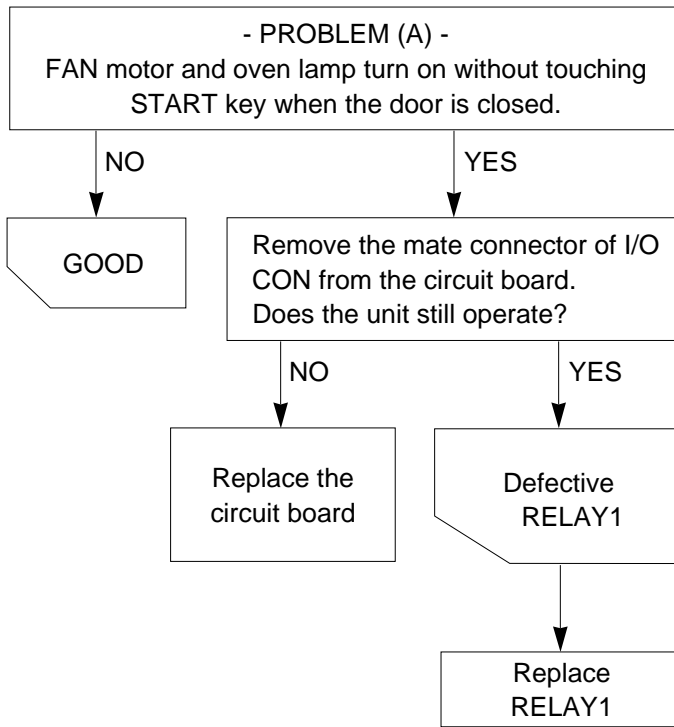 - PROBLEM (A) -
FAN motor and oven lamp turn on without touching
START key when the door is closed.
NO
YES
GOOD
Remove the mate connector of I/O
CON from the circuit board.
Does the unit still operate?
NO
YES
Replace the
circuit board
Defective
RELAY1
Replace
RELAY1